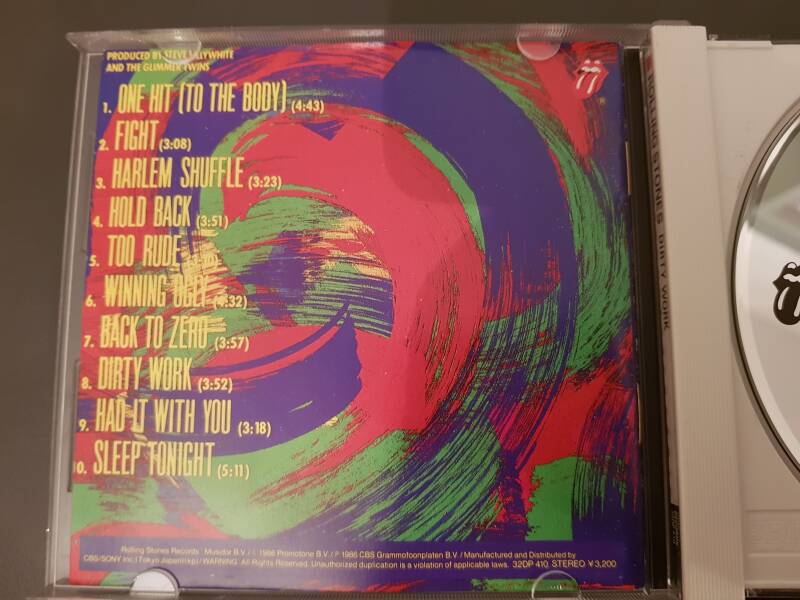 PRODUCED BY STEVE LILLYWHITE
AND THE GLIMMER TWINS
1. ONE HIT (TO THE BODY) (4:43)
2. FIGHT (3:08)
3. HARLEM SHUFFLE (3:23)
4. HOLD BACK (3:51)
5. TOO RUDE
6. WINNING UGLY (4:32)
7. BACK TO ZERO (3:57)
8. DIRTY WORK (3:52)
9. HAD IT WITH YOU (3:18)
10. SLEEP TONIGHT (5:11)
Rolling Stones Records Musidor B.V./ 1986 Promotone B.V./ P 1986 CBS Grammofoonplaten B.V./ Manufactured and Distributed by
CBS/SONY Inc. (Tokyo Japan) / WARNING. All Rights Reserved. Unauthorized duplication is a violation of applicable laws. 32DP 410 STEREO ¥3,200
ROLLING STONES DIRTY WORK